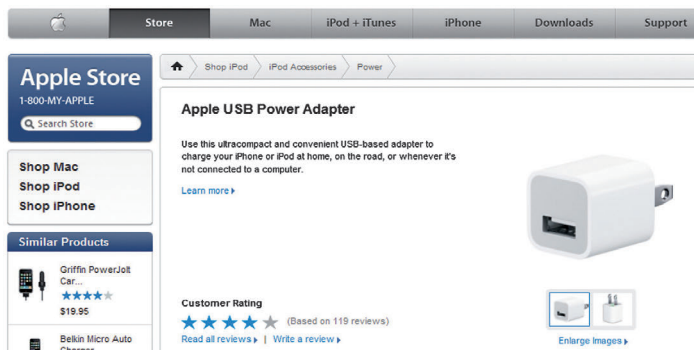 Store
Mac
iPod + iTunes
iPhone
Downloads
Support
Apple Store
1-800-MY-APPLE
Search Store
Shop Mac
Shop iPod
Shop iPhone
Similar Products
Griffin PowerJolt
Car...
$19.95
Belkin Micro Auto
Charger
Shop iPod
iPod Accessories
Power
Apple USB Power Adapter
Use this ultracompact and convenient USB-based adapter to
charge your iPhone or iPod at home, on the road, or whenever it's
not connected to a computer.
Learn more
Customer Rating
(Based on 119 reviews)
Read all reviews | Write a review
Enlarge Images